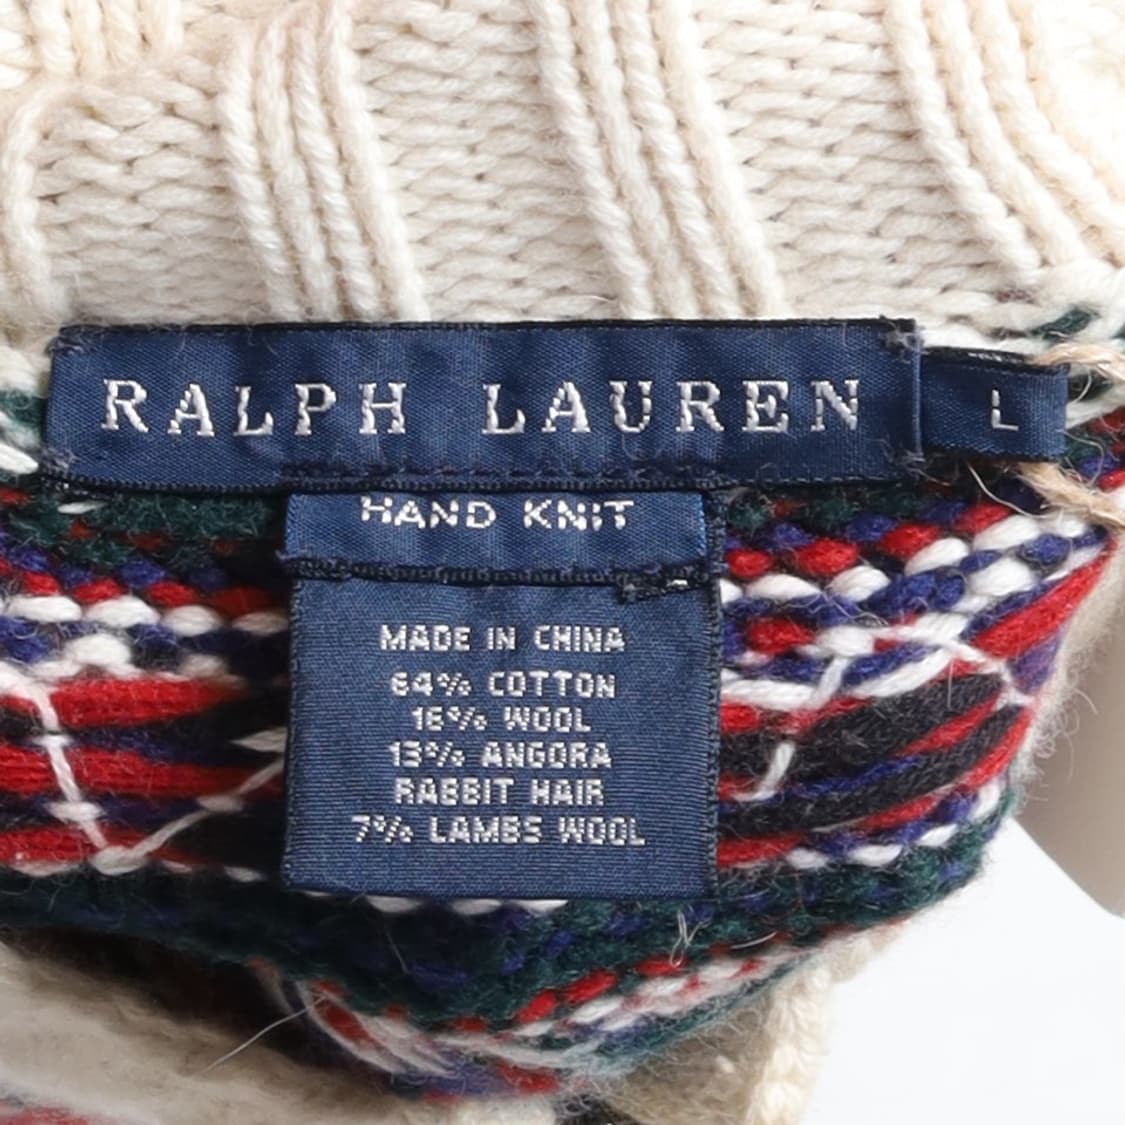 RALPH LAUREN
L
HAND KNIT
MADE IN CHINA
64% COTTON
16% WOOL
13% ANGORA
RABBIT HAIR
7% LAMBS WOOL